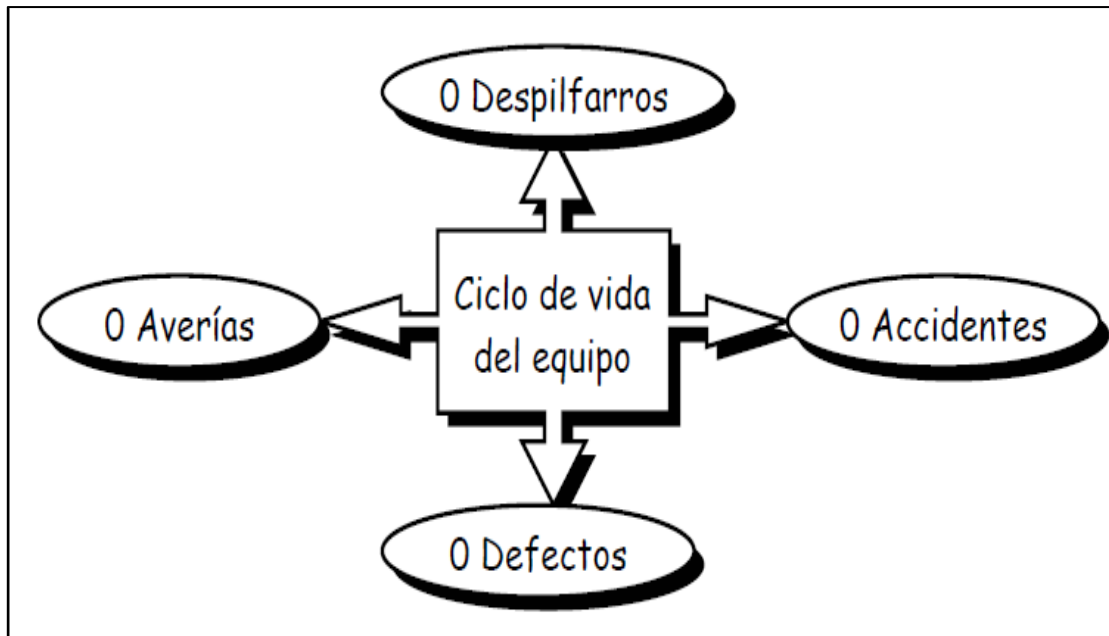 0 Despilfarros
0 Averías
Ciclo de vida
del equipo
0 Accidentes
0 Defectos